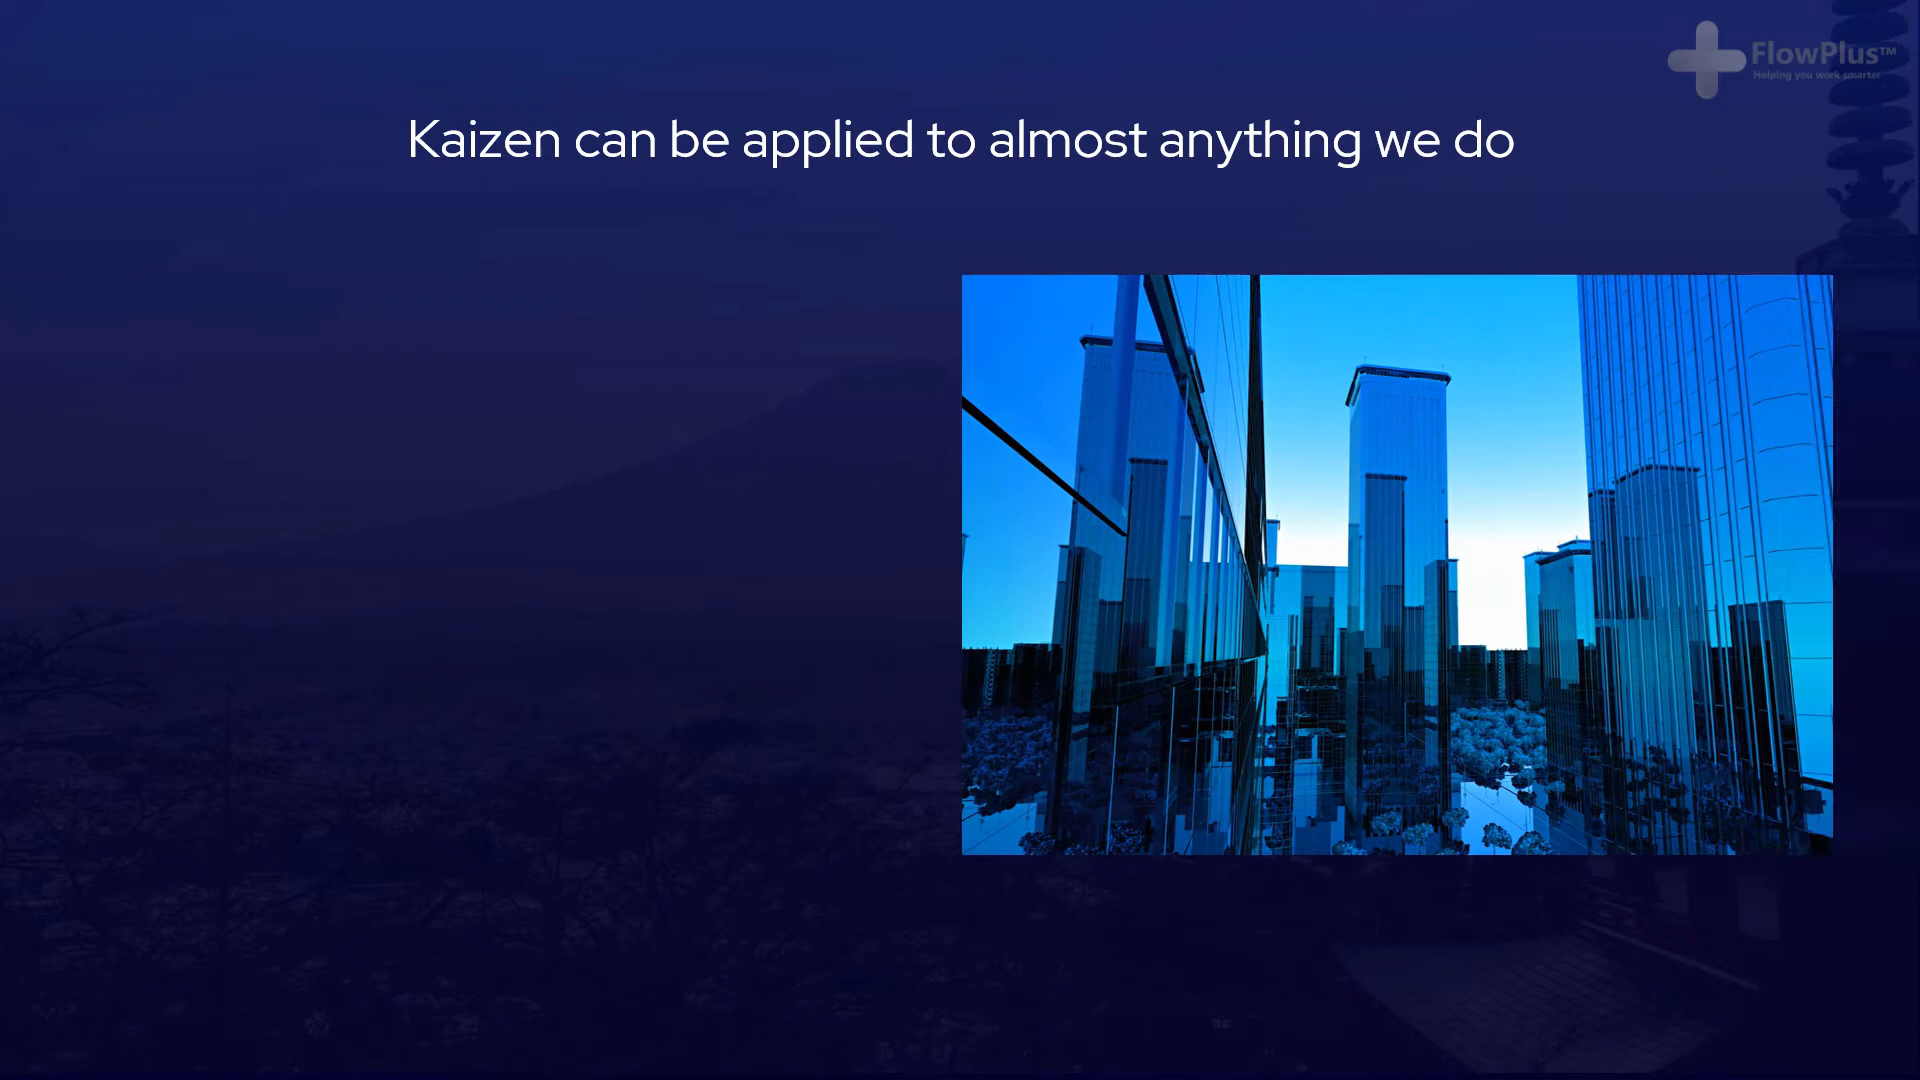 FlowPlus™
Helping you work smarter
Kaizen can be applied to almost anything we do